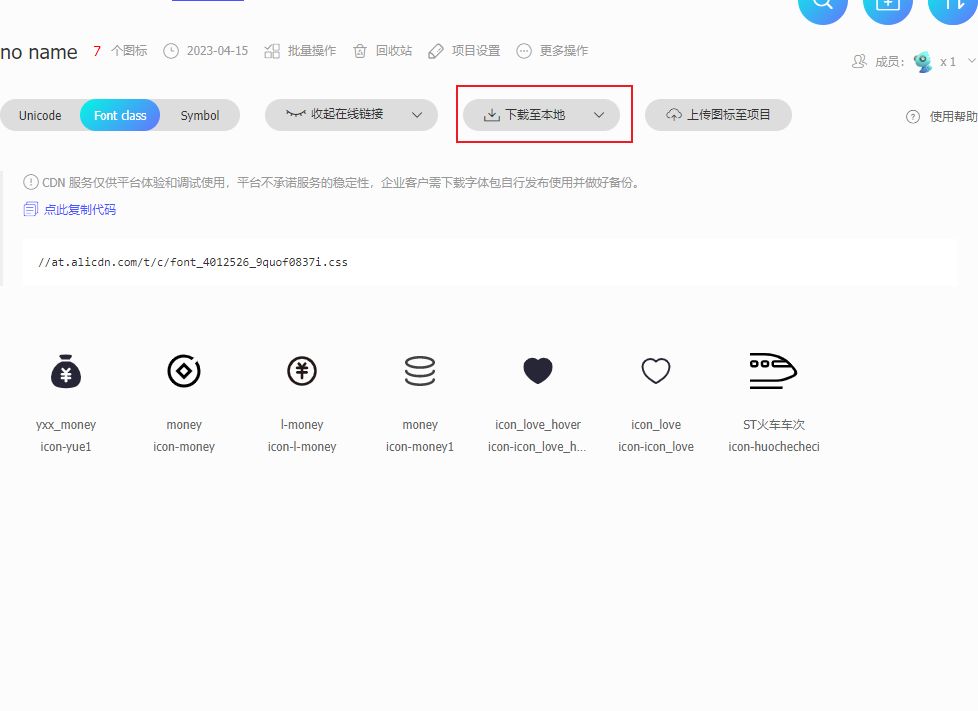 no name 7 个图标 2023-04-15 批量操作 回收站 项目设置 更多操作
成员： x 1
Unicode Font class Symbol 收起在线链接 下载至本地 上传图标至项目 使用帮助
CDN 服务仅供平台体验和调试使用，平台不承诺服务的稳定性，企业客户需下载字体包自行发布使用并做好备份。
点此复制代码
//at.alicdn.com/t/c/font_4012526_9quof0837i.css
yxx_money money l-money money icon_love_hover icon_love ST火车车次
icon-yue1 icon-money icon-l-money icon-money1 icon-icon_love_h... icon-icon_love icon-huochecheci